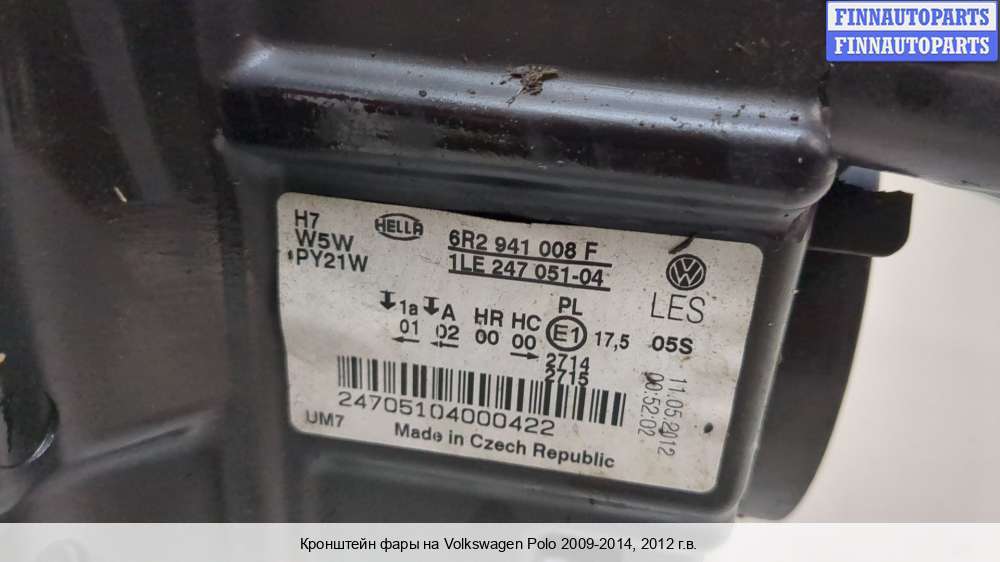 FINNAUTOPARTS
FINNAUTOPARTS
H7
W5W
PY21W
HELLA
6R2 941 008 F
1LE 247 051-04
LES
1a A HR HC PL
01 02 00 00 E1 17,5 05S
2714
2715
24705104000422
UM7
Made in Czech Republic
11.05.2012
00:52:02
Кронштейн фары на Volkswagen Polo 2009-2014, 2012 г.в.